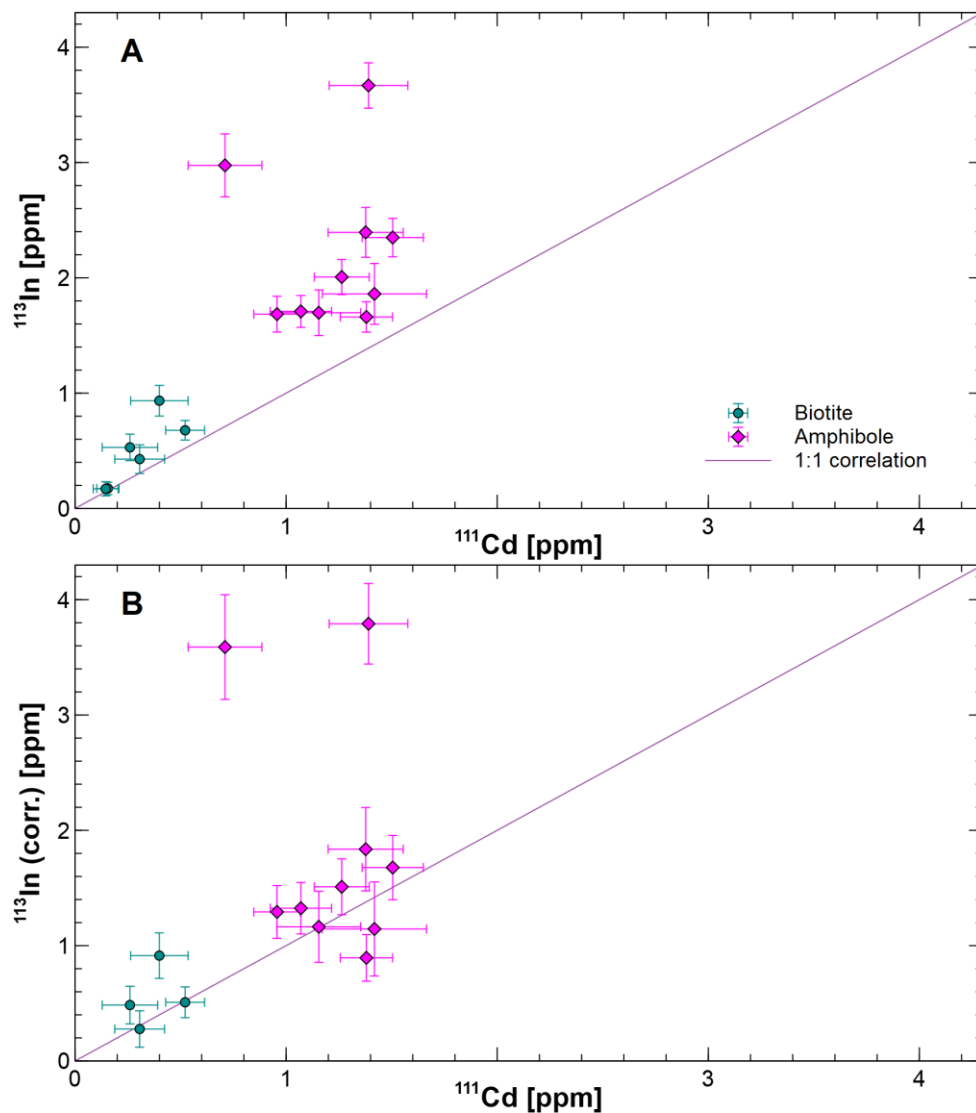 A
4
3
2
1
0
¹¹³In [ppm]
Biotite
Amphibole
1:1 correlation
0 1 3 4
¹¹¹Cd [ppm]
B
4
3
2
1
0
¹¹³In (corr.) [ppm]
0 1 3 4
¹¹¹Cd [ppm]